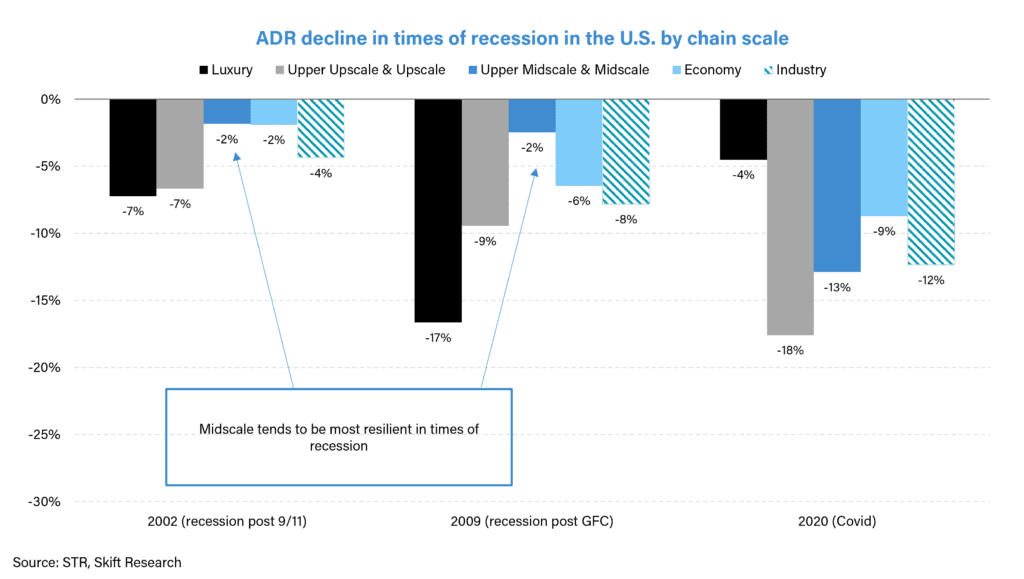 ADR decline in times of recession in the U.S. by chain scale
Luxury Upper Upscale & Upscale Upper Midscale & Midscale Economy Industry
0%
-5%
-10%
-15%
-20%
-25%
-30%
-7%
-7%
-2%
-2%
-4%
-17%
-9%
-2%
-6%
-8%
-4%
-18%
-13%
-9%
-12%
Midscale tends to be most resilient in times of
recession
2002 (recession post 9/11)
2009 (recession post GFC)
2020 (Covid)
Source: STR, Skift Research